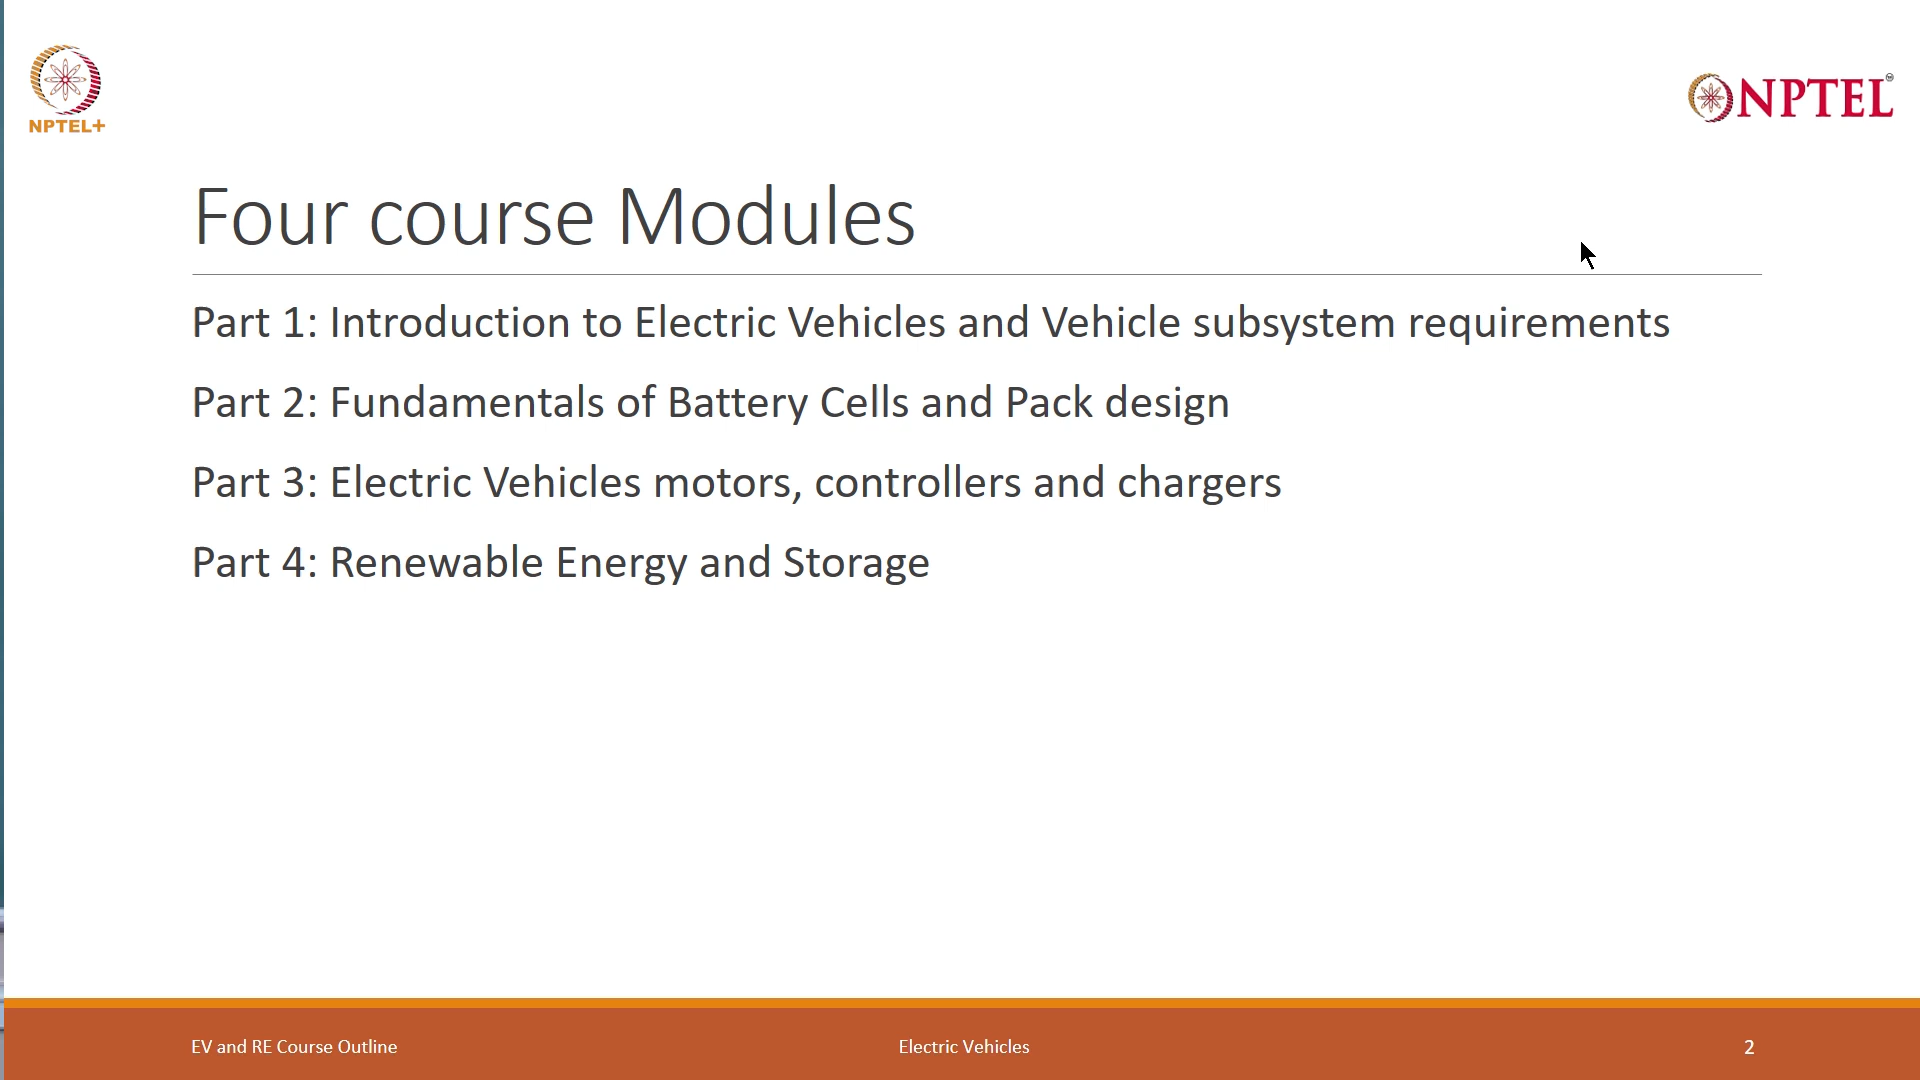 NPTEL+
NPTEL
Four course Modules
Part 1: Introduction to Electric Vehicles and Vehicle subsystem requirements
Part 2: Fundamentals of Battery Cells and Pack design
Part 3: Electric Vehicles motors, controllers and chargers
Part 4: Renewable Energy and Storage
EV and RE Course Outline
Electric Vehicles
2